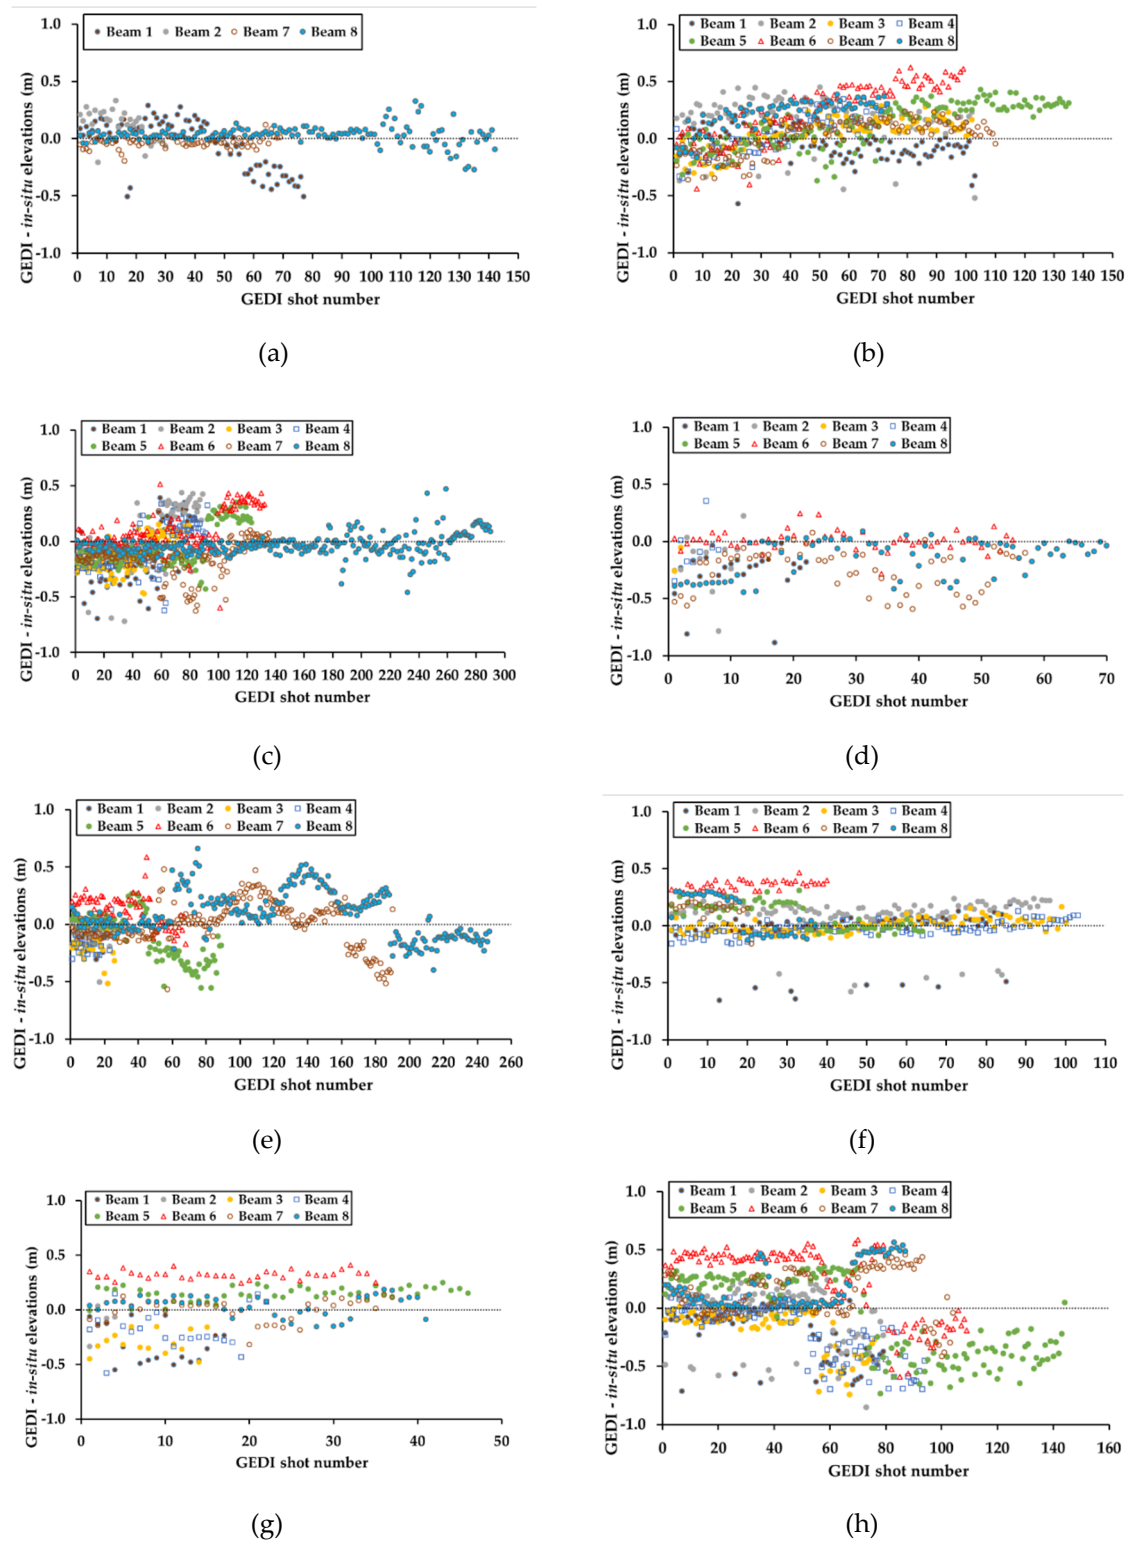 Beam 1 Beam 2 Beam 7 Beam 8
GEDI - in-situ elevations (m)
1.0
0.5
0.0
-0.5
-1.0
0 10 20 30 40 50 60 70 80 90 100 110 120 130 140 150
GEDI shot number
(a)
Beam 1 Beam 2 Beam 3 Beam 4
Beam 5 Beam 6 Beam 7 Beam 8
GEDI - in-situ elevations (m)
1.0
0.5
0.0
-0.5
-1.0
0 10 20 30 40 50 60 70 80 90 100 110 120 130 140 150
GEDI shot number
(b)
Beam 1 Beam 2 Beam 3 Beam 4
Beam 5 Beam 6 Beam 7 Beam 8
GEDI - in-situ elevations (m)
1.0
0.5
0.0
-0.5
-1.0
0 20 40 60 80 100 120 140 160 180 200 220 240 260 280 300
GEDI shot number
(c)
Beam 1 Beam 2 Beam 3 Beam 4
Beam 5 Beam 6 Beam 7 Beam 8
GEDI - in-situ elevations (m)
1.0
0.5
0.0
-0.5
-1.0
0 10 20 30 40 50 60 70
GEDI shot number
(d)
Beam 1 Beam 2 Beam 3 Beam 4
Beam 5 Beam 6 Beam 7 Beam 8
GEDI - in-situ elevations (m)
1.0
0.5
0.0
-0.5
-1.0
0 20 40 60 80 100 120 140 160 180 200 220 240 260
GEDI shot number
(e)
Beam 1 Beam 2 Beam 3 Beam 4
Beam 5 Beam 6 Beam 7 Beam 8
GEDI - in-situ elevations (m)
1.0
0.5
0.0
-0.5
-1.0
0 10 20 30 40 50 60 70 80 90 100 110
GEDI shot number
(f)
Beam 1 Beam 2 Beam 3 Beam 4
Beam 5 Beam 6 Beam 7 Beam 8
GEDI - in-situ elevations (m)
1.0
0.5
0.0
-0.5
-1.0
0 10 20 30 40 50
GEDI shot number
(g)
Beam 1 Beam 2 Beam 3 Beam 4
Beam 5 Beam 6 Beam 7 Beam 8
GEDI - in-situ elevations (m)
1.0
0.5
0.0
-0.5
-1.0
0 20 40 60 80 100 120 140 160
GEDI shot number
(h)